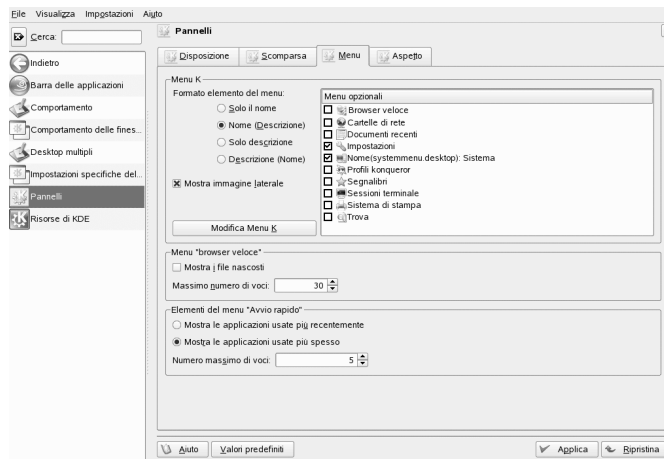 File Visualizza Impostazioni Aiuto
Cerca:
Indietro
Barra delle applicazioni
Comportamento
Comportamento delle fines...
Desktop multipli
Impostazioni specifiche del...
Pannelli
Risorse di KDE
Pannelli
Disposizione Scomparsa Menu Aspetto
Menu K
Formato elemento del menu:
Solo il nome
Nome (Descrizione)
Solo descrizione
Descrizione (Nome)
Mostra immagine laterale
Modifica Menu K
Menu opzionali
Browser veloce
Cartelle di rete
Documenti recenti
Impostazioni
Nome(systemmenu.desktop): Sistema
Profili konqueror
Segnalibri
Sessioni terminale
Sistema di stampa
Trova
Menu "browser veloce"
Mostra i file nascosti
Massimo numero di voci: 30
Elementi del menu "Avvio rapido"
Mostra le applicazioni usate più recentemente
Mostra le applicazioni usate più spesso
Numero massimo di voci: 5
Aiuto Valori predefiniti Applica Ripristina